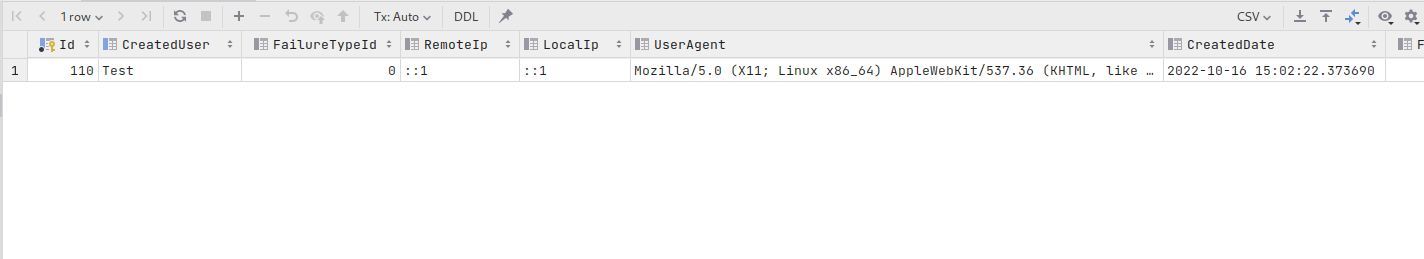 1 row Tx: Auto DDL CSV
Id CreatedUser FailureTypeId RemoteIp LocalIp UserAgent CreatedDate F
1 110 Test 0 ::1 ::1 Mozilla/5.0 (X11; Linux x86_64) AppleWebKit/537.36 (KHTML, like … 2022-10-16 15:02:22.373690